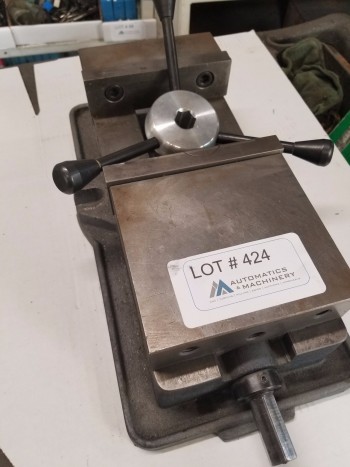 LOT # 424
AUTOMATICS
& MACHINERY